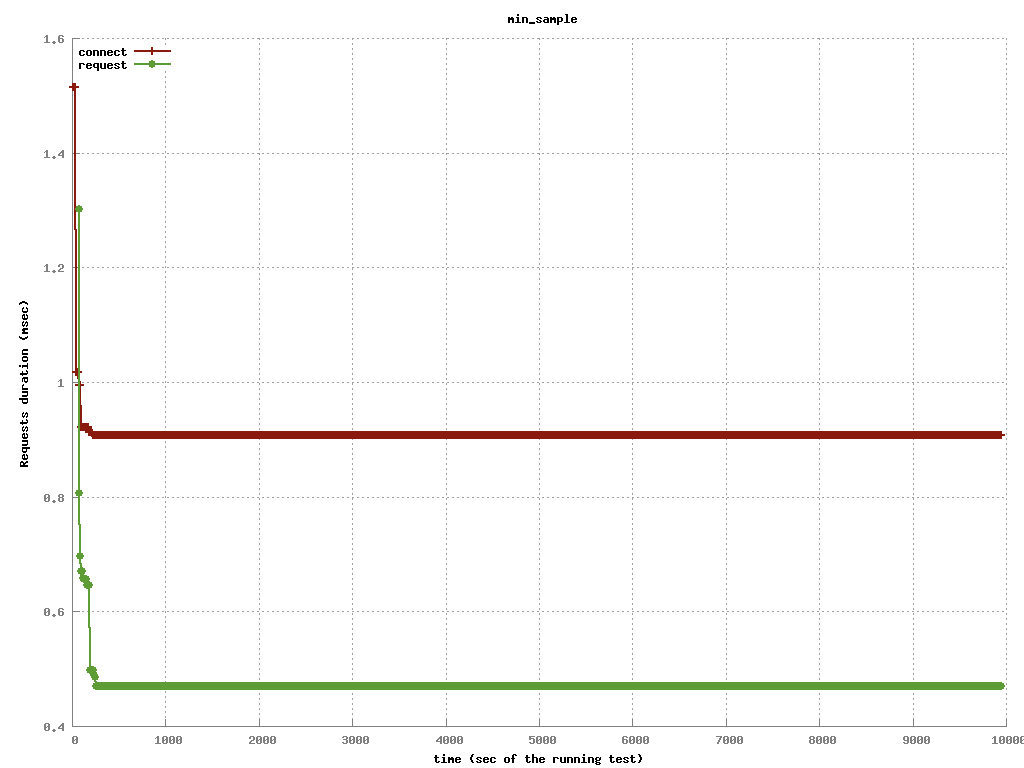 min_sample
1.6
connect
request
1.4
1.2
1
0.8
0.6
0.4
Requests duration (msec)
0 1000 2000 3000 4000 5000 6000 7000 8000 9000 10000
time (sec of the running test)